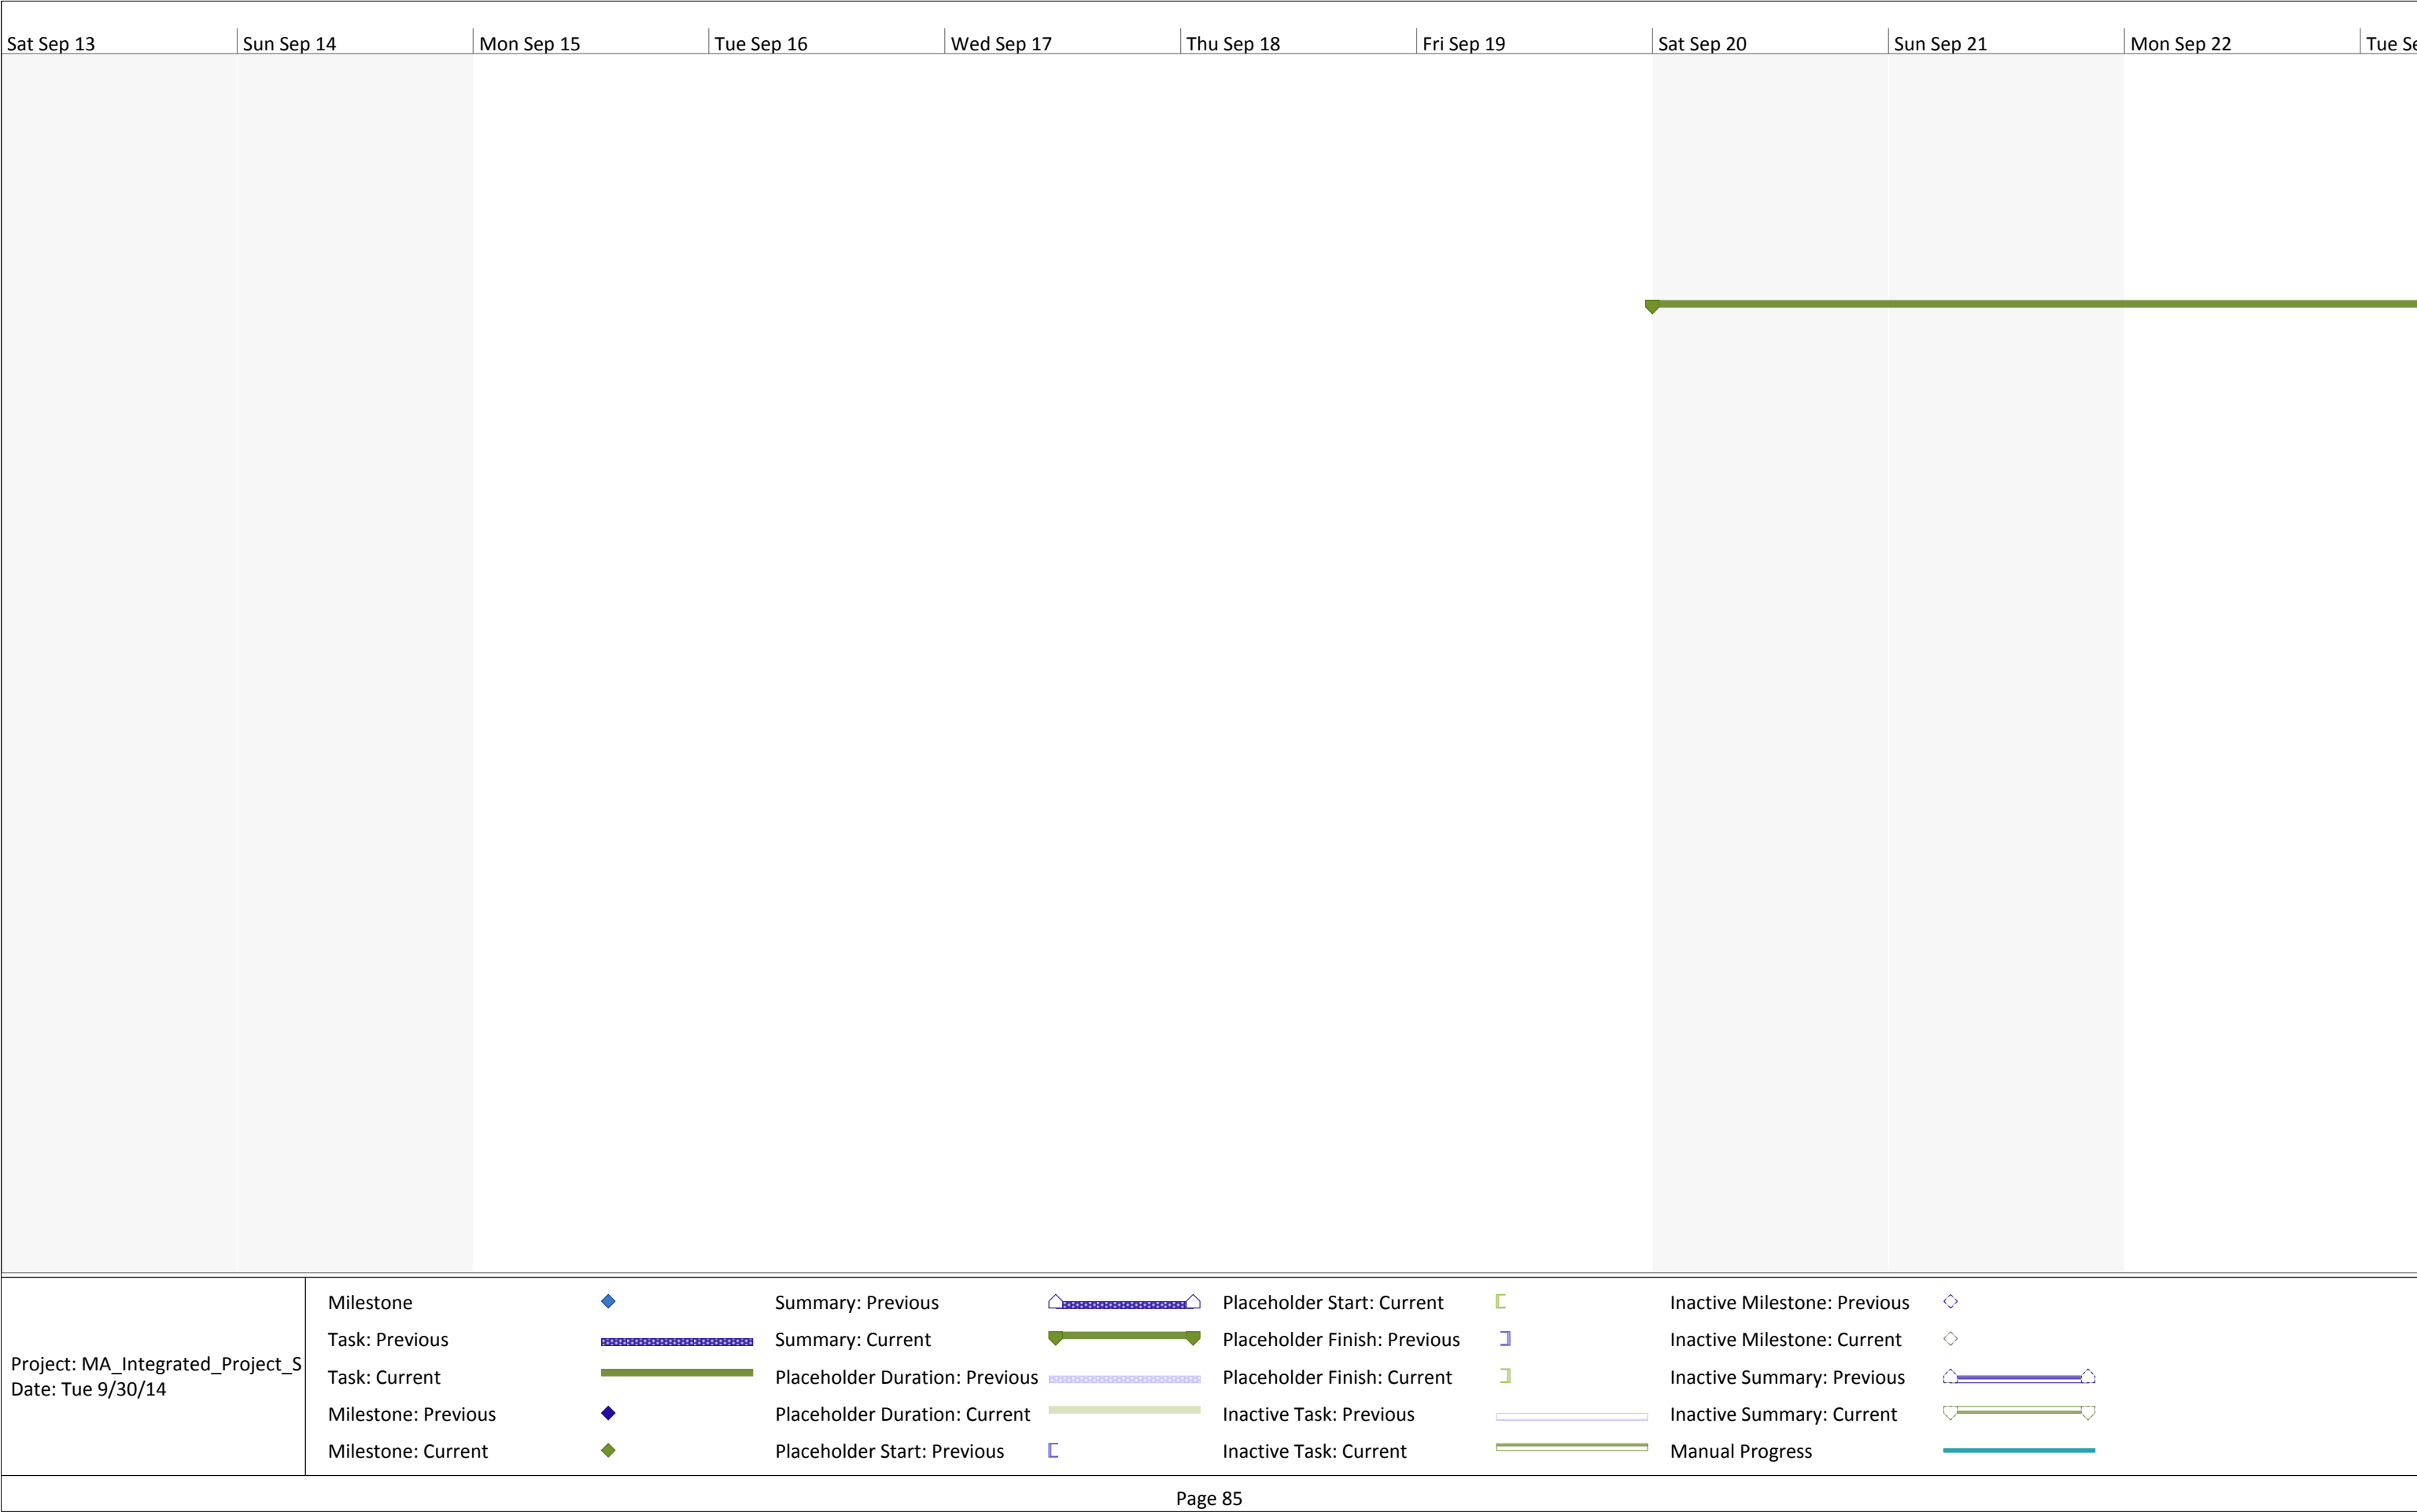 Sat Sep 13 Sun Sep 14 Mon Sep 15 Tue Sep 16 Wed Sep 17 Thu Sep 18 Fri Sep 19 Sat Sep 20 Sun Sep 21 Mon Sep 22 Tue Se
Project: MA_Integrated_Project_S
Date: Tue 9/30/14
Milestone
Task: Previous
Task: Current
Milestone: Previous
Milestone: Current
Summary: Previous
Summary: Current
Placeholder Duration: Previous
Placeholder Duration: Current
Placeholder Start: Previous
Placeholder Start: Current
Placeholder Finish: Previous
Placeholder Finish: Current
Inactive Task: Previous
Inactive Task: Current
Inactive Milestone: Previous
Inactive Milestone: Current
Inactive Summary: Previous
Inactive Summary: Current
Manual Progress
Page 85